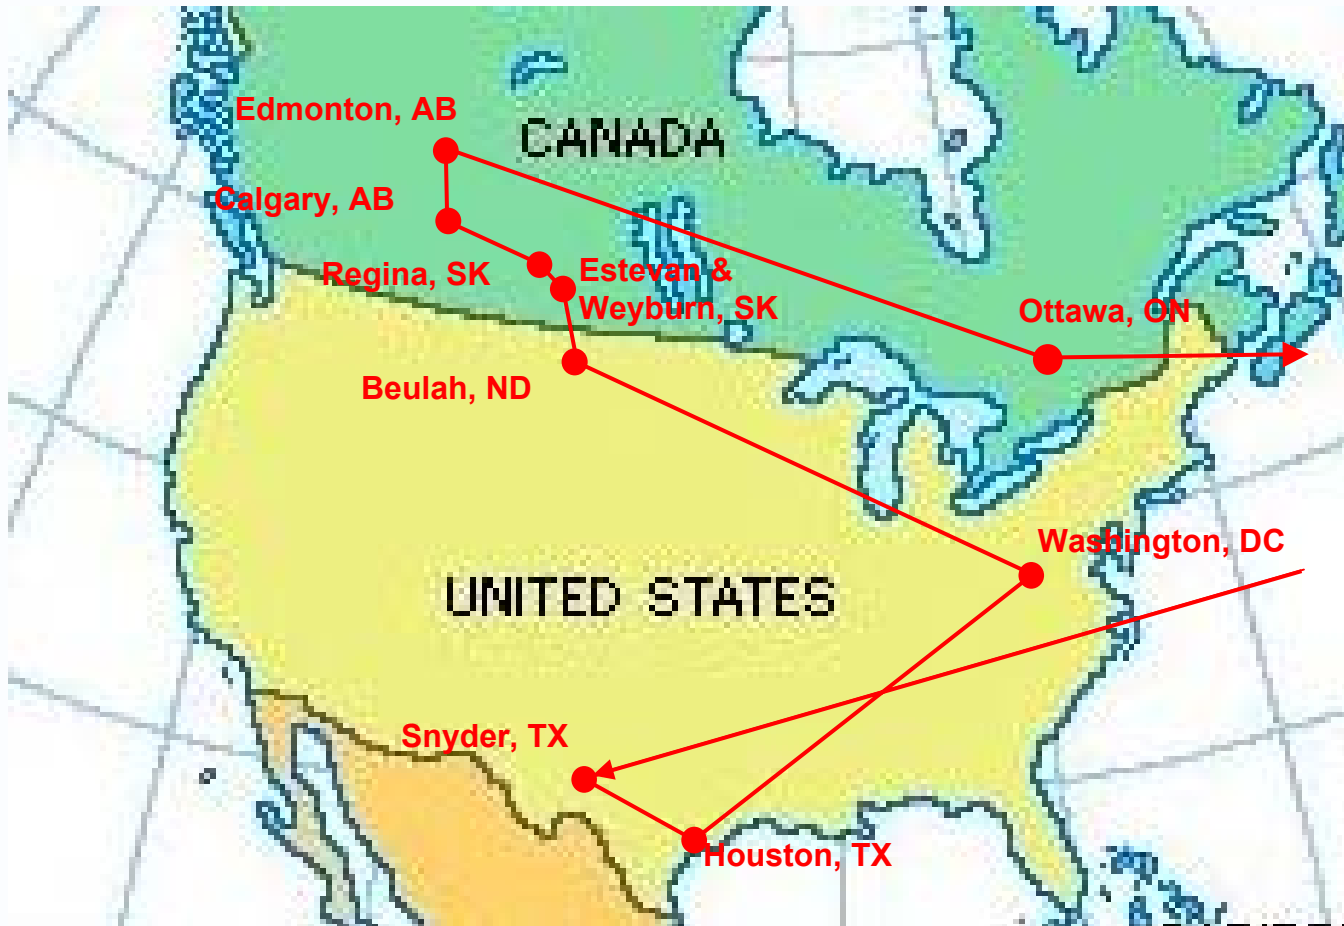 Edmonton, AB
CANADA
Calgary, AB
Regina, SK
Estevan &
Weyburn, SK
Ottawa, ON
Beulah, ND
Washington, DC
UNITED STATES
Snyder, TX
Houston, TX